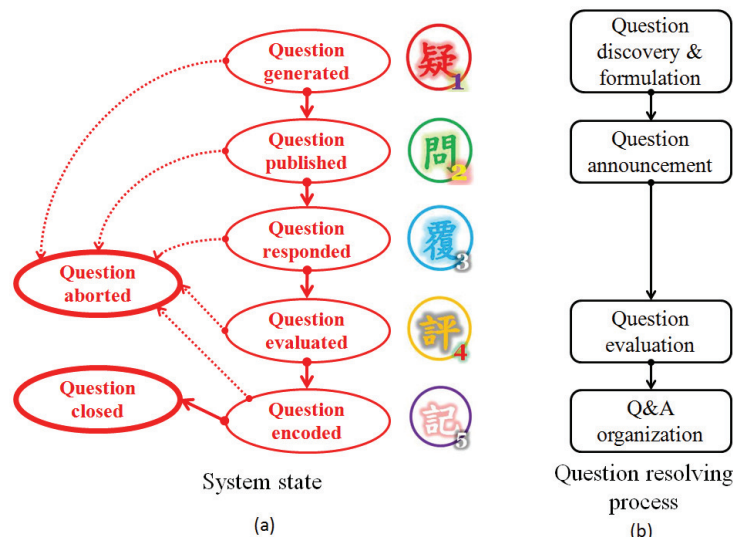 Question
generated
疑
1
Question
discovery &
formulation
Question
published
問
2
Question
announcement
Question
responded
覆
3
Question
aborted
Question
evaluated
評
4
Question
evaluation
Question
closed
Question
encoded
記
5
Q&A
organization
System state
(a)
Question resolving
process
(b)